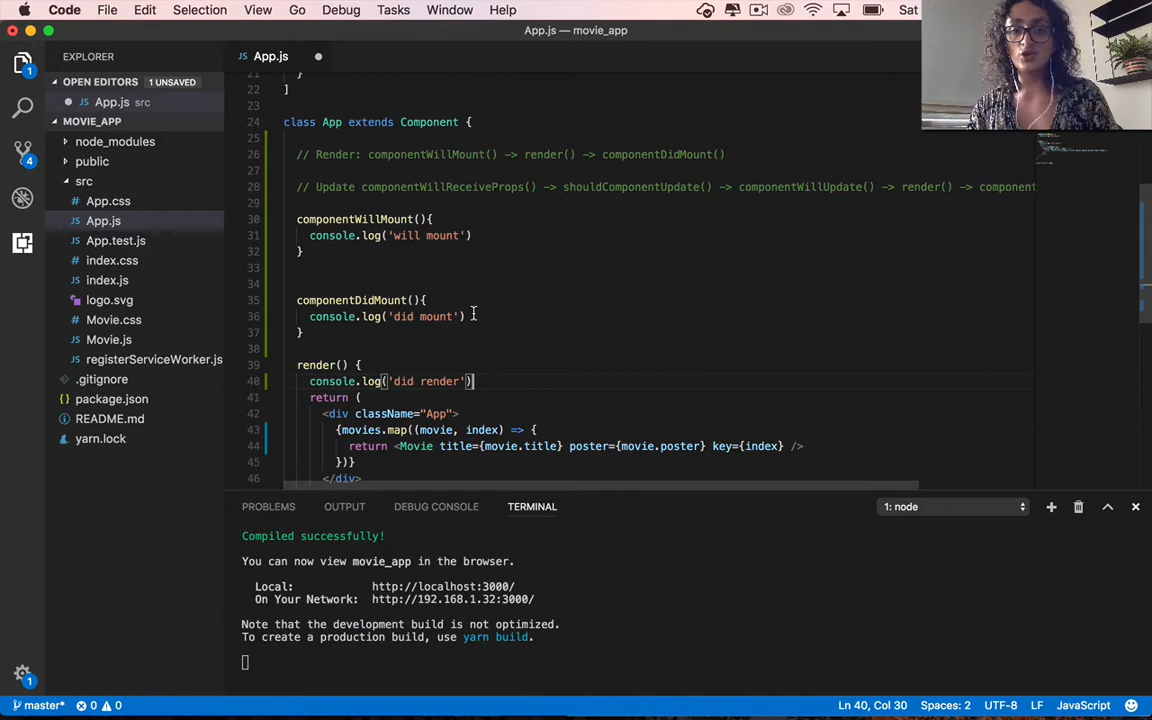 Code File Edit Selection View Go Debug Tasks Window Help Sat
App.js — movie_app
EXPLORER
App.js
OPEN EDITORS 1 UNSAVED
App.js src
MOVIE_APP
node_modules
public
src
App.css
App.js
App.test.js
index.css
index.js
logo.svg
Movie.css
Movie.js
registerServiceWorker.js
.gitignore
package.json
README.md
yarn.lock
21 }
22 ]
23
24 class App extends Component {
25
26 // Render: componentWillMount() -> render() -> componentDidMount()
27
28 // Update componentWillReceiveProps() -> shouldComponentUpdate() -> componentWillUpdate() -> render() -> component
29
30 componentWillMount(){
31 console.log('will mount')
32 }
33
34
35 componentDidMount(){
36 console.log('did mount')
37 }
38
39 render() {
40 console.log('did render')
41 return (
42 <div className="App">
43 {movies.map((movie, index) => {
44 return <Movie title={movie.title} poster={movie.poster} key={index} />
45 })}
46 </div>
PROBLEMS OUTPUT DEBUG CONSOLE TERMINAL 1: node
Compiled successfully!
You can now view movie_app in the browser.
Local: http://localhost:3000/
On Your Network: http://192.168.1.32:3000/
Note that the development build is not optimized.
To create a production build, use yarn build.
1
4
1
master* 0 0 Ln 40, Col 30 Spaces: 2 UTF-8 LF JavaScript